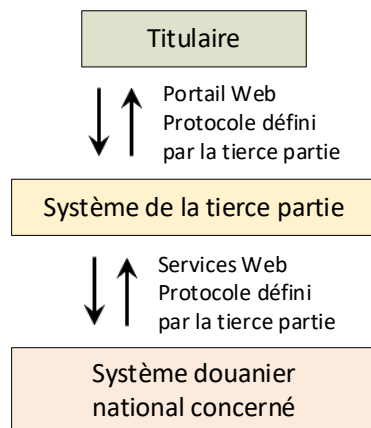 Titulaire
Portail Web
Protocole défini
par la tierce partie
Système de la tierce partie
Services Web
Protocole défini
par la tierce partie
Système douanier
national concerné